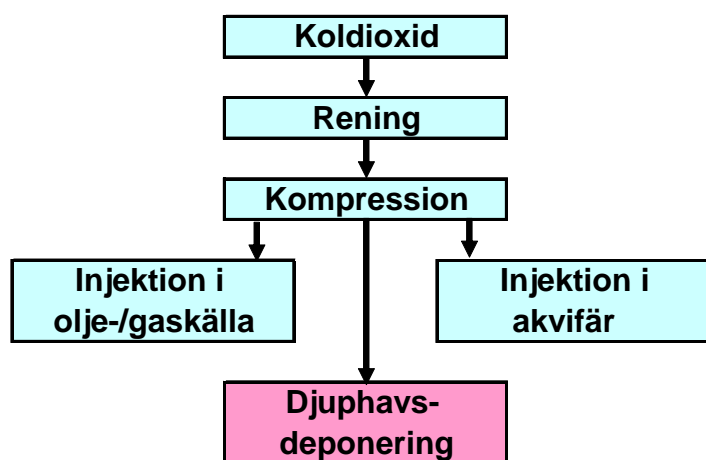 Koldioxid
Rening
Kompression
Injektion i
olje-/gaskälla
Injektion i
akvifär
Djuphavs-
deponering